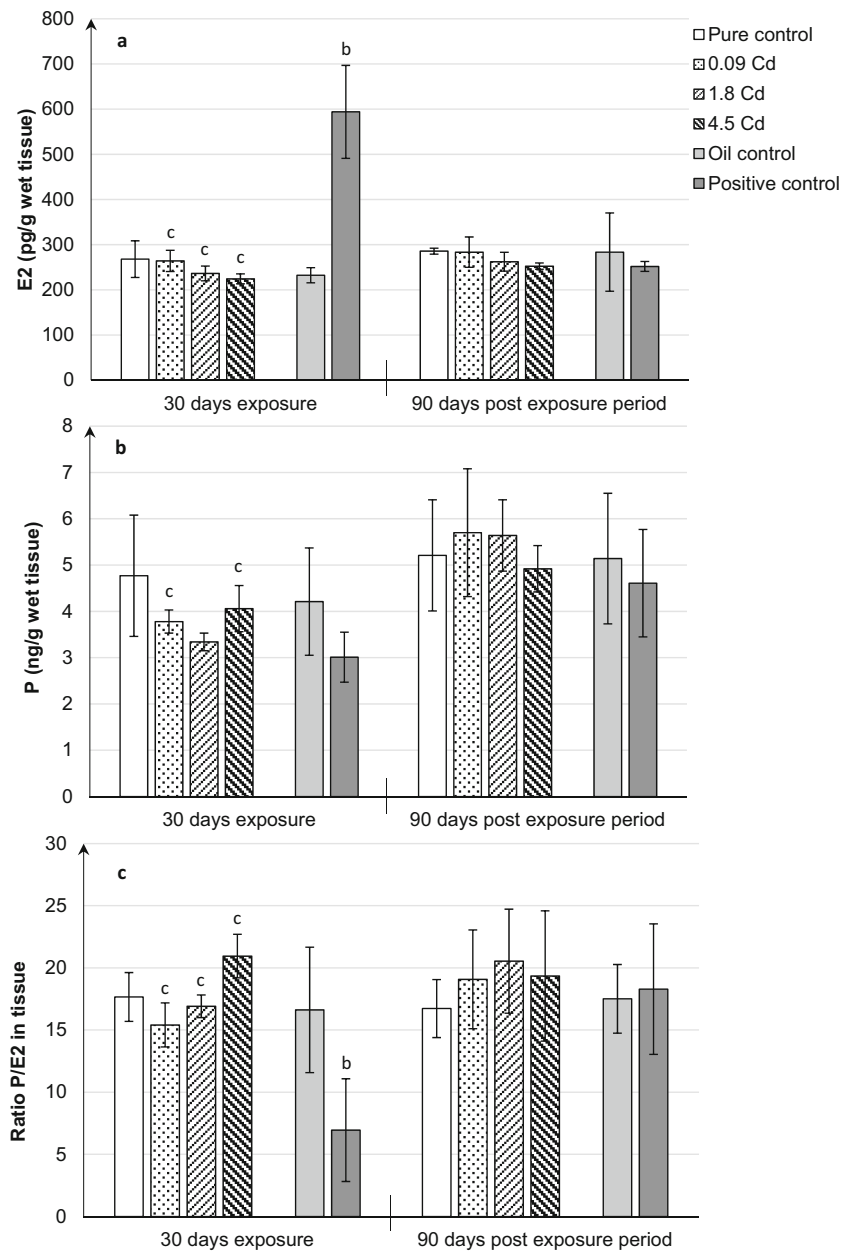 a
E2 (pg/g wet tissue)
800
700
600
500
400
300
200
100
0
c
c
c
b
Pure control
0.09 Cd
1.8 Cd
4.5 Cd
Oil control
Positive control
30 days exposure
90 days post exposure period
b
P (ng/g wet tissue)
8
7
6
5
4
3
2
1
0
c
c
30 days exposure
90 days post exposure period
c
Ratio P/E2 in tissue
30
25
20
15
10
5
0
c
c
c
b
30 days exposure
90 days post exposure period